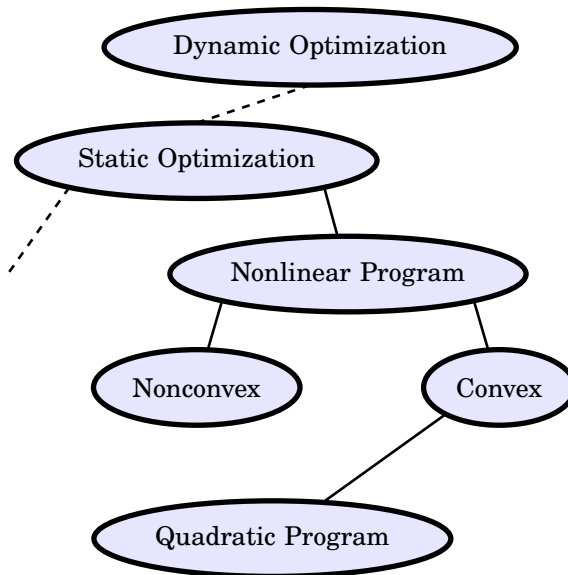 Dynamic Optimization
Static Optimization
Nonlinear Program
Nonconvex
Convex
Quadratic Program